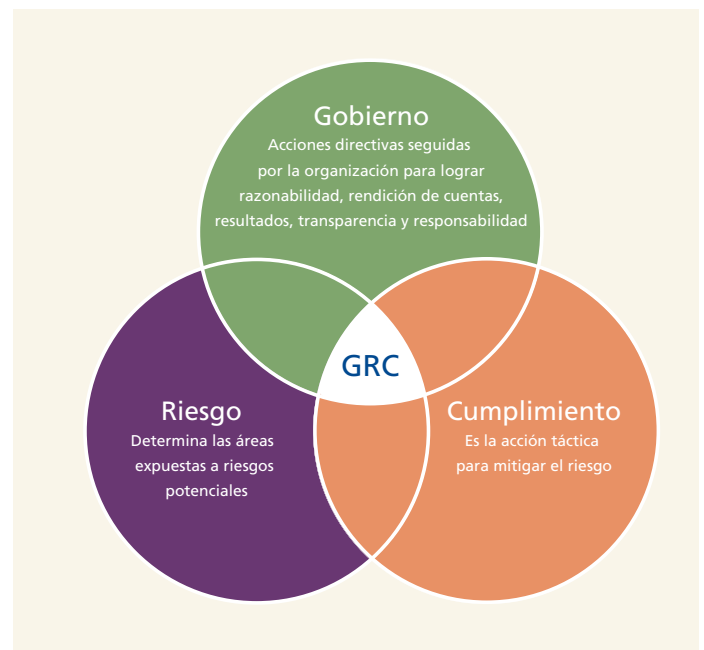 Gobierno
Acciones directivas seguidas
por la organización para lograr
razonabilidad, rendición de cuentas,
resultados, transparencia y responsabilidad
GRC
Riesgo
Determina las áreas
expuestas a riesgos
potenciales
Cumplimiento
Es la acción táctica
para mitigar el riesgo